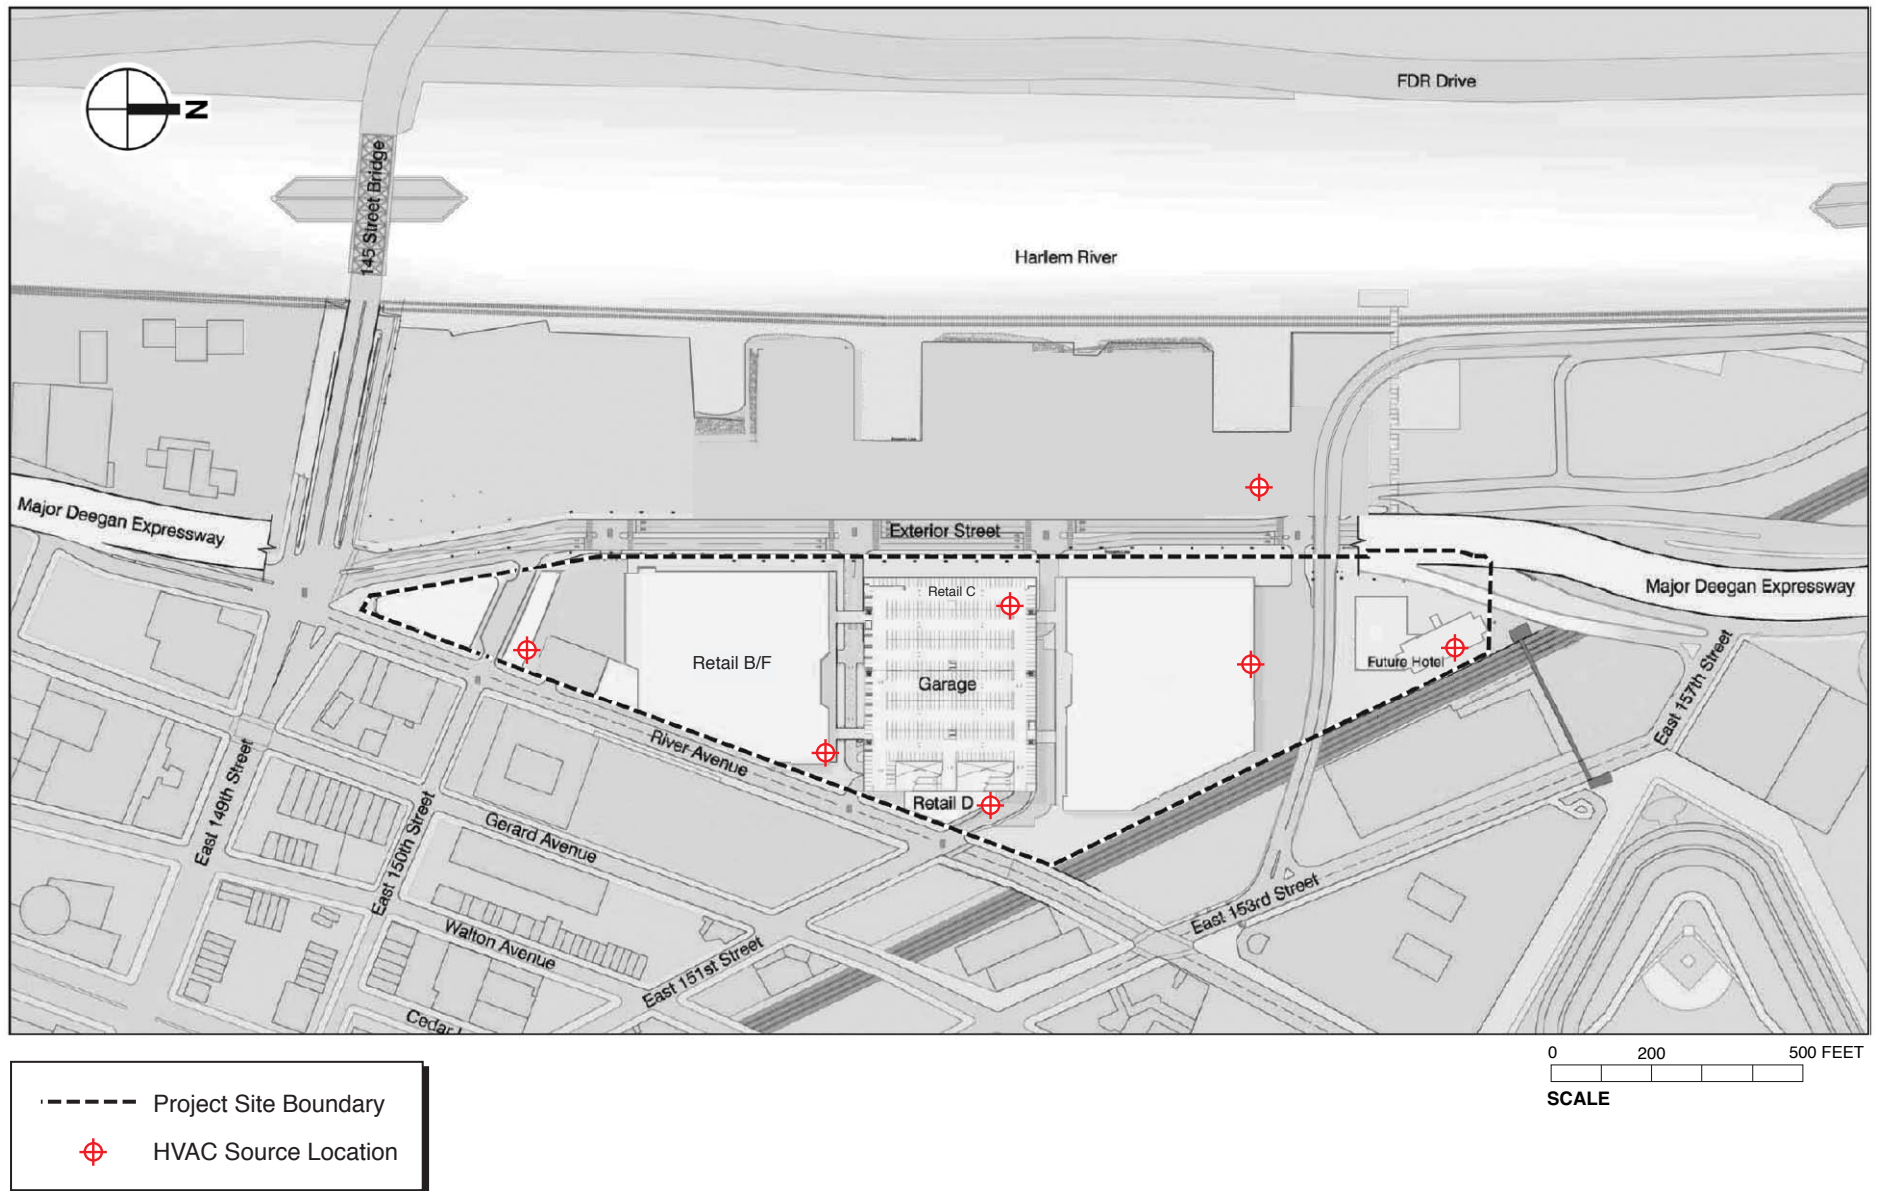 FDR Drive
N
145 Street Bridge
Harlem River
Major Deegan Expressway
Exterior Street
Retail C
Major Deegan Expressway
Retail B/F
Garage
Future Hotel
East 157th Street
River Avenue
Retail D
East 149th Street
East 150th Street
Gerard Avenue
East 153rd Street
Walton Avenue
East 151st Street
Cedar
0 200 500 FEET
SCALE
Project Site Boundary
HVAC Source Location